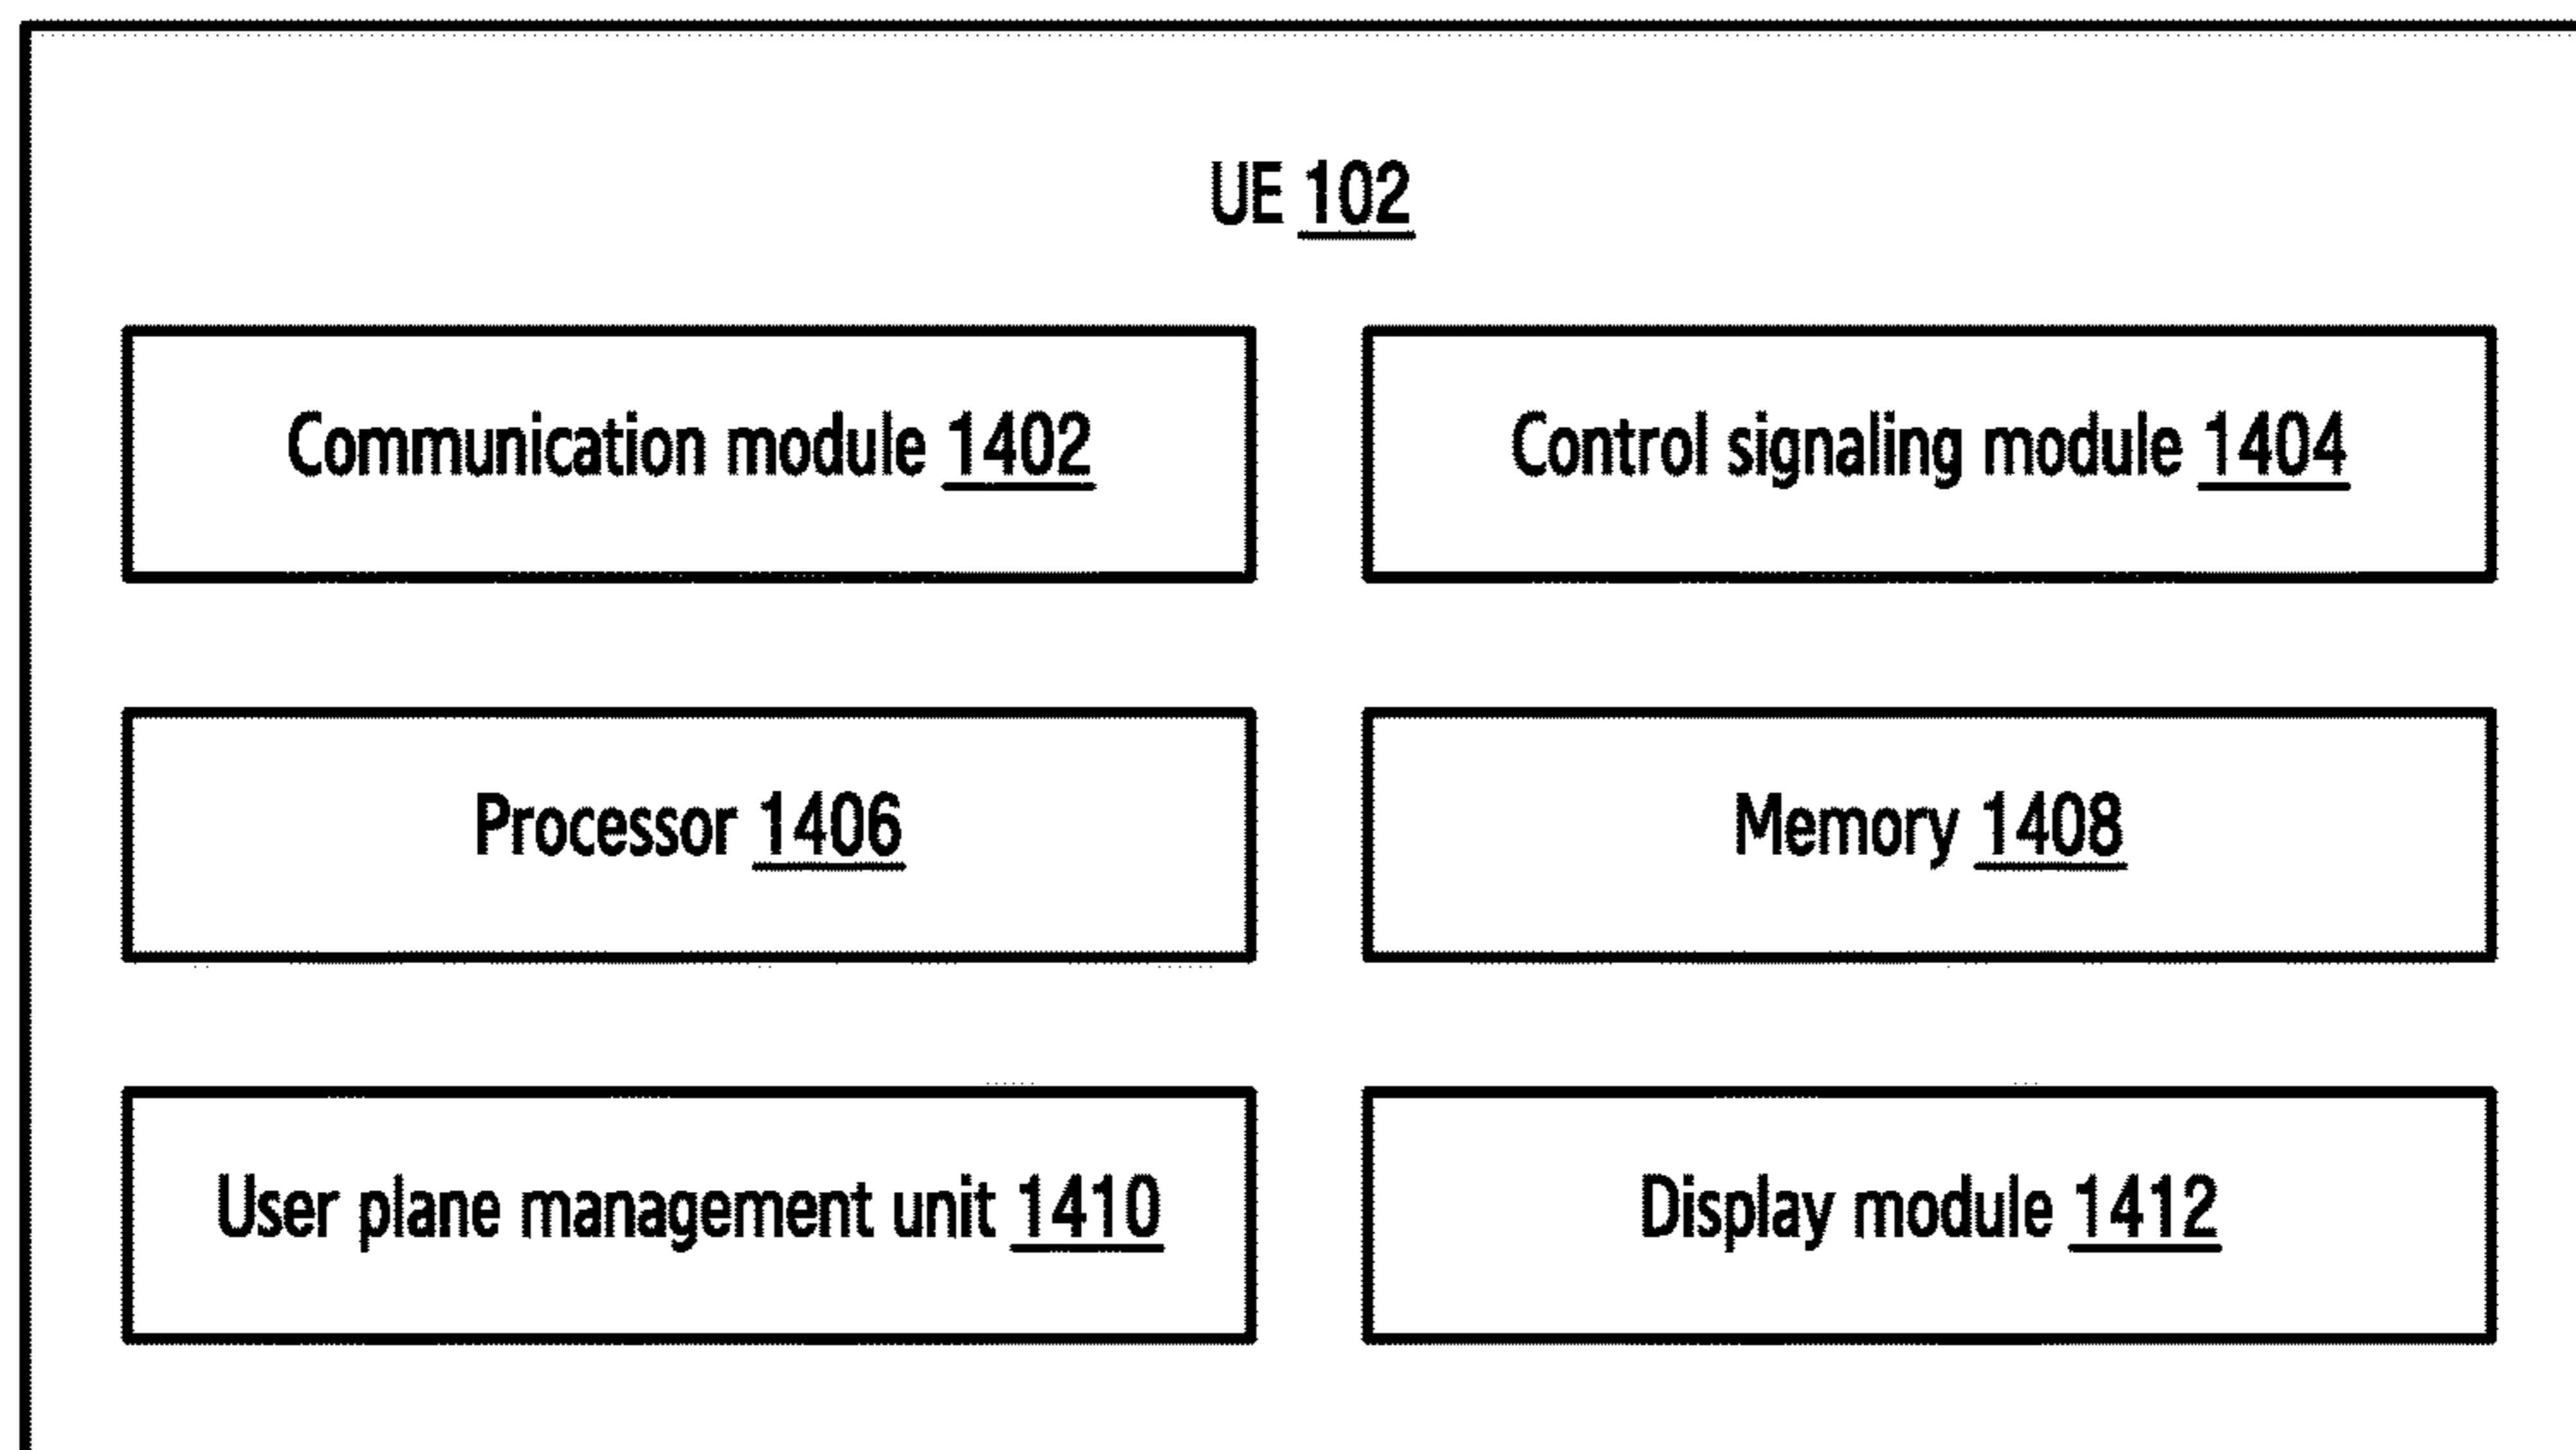 UE 102
Communication module 1402
Control signaling module 1404
Processor 1406
Memory 1408
User plane management unit 1410
Display module 1412